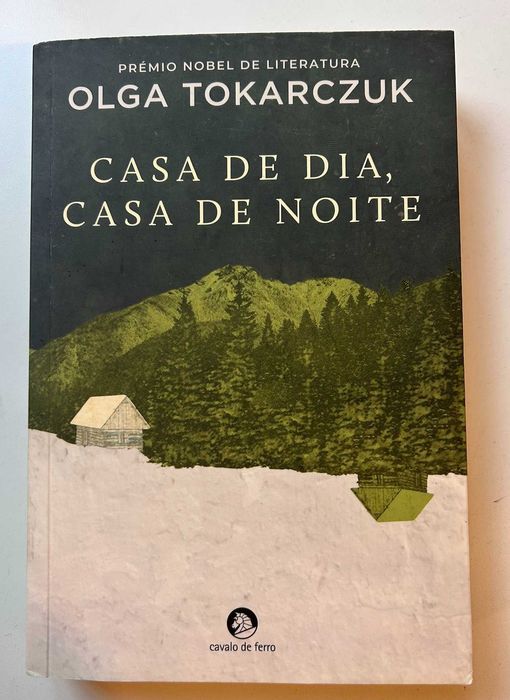 PRÉMIO NOBEL DE LITERATURA
OLGA TOKARCZUK
CASA DE DIA,
CASA DE NOITE
cavalo de ferro